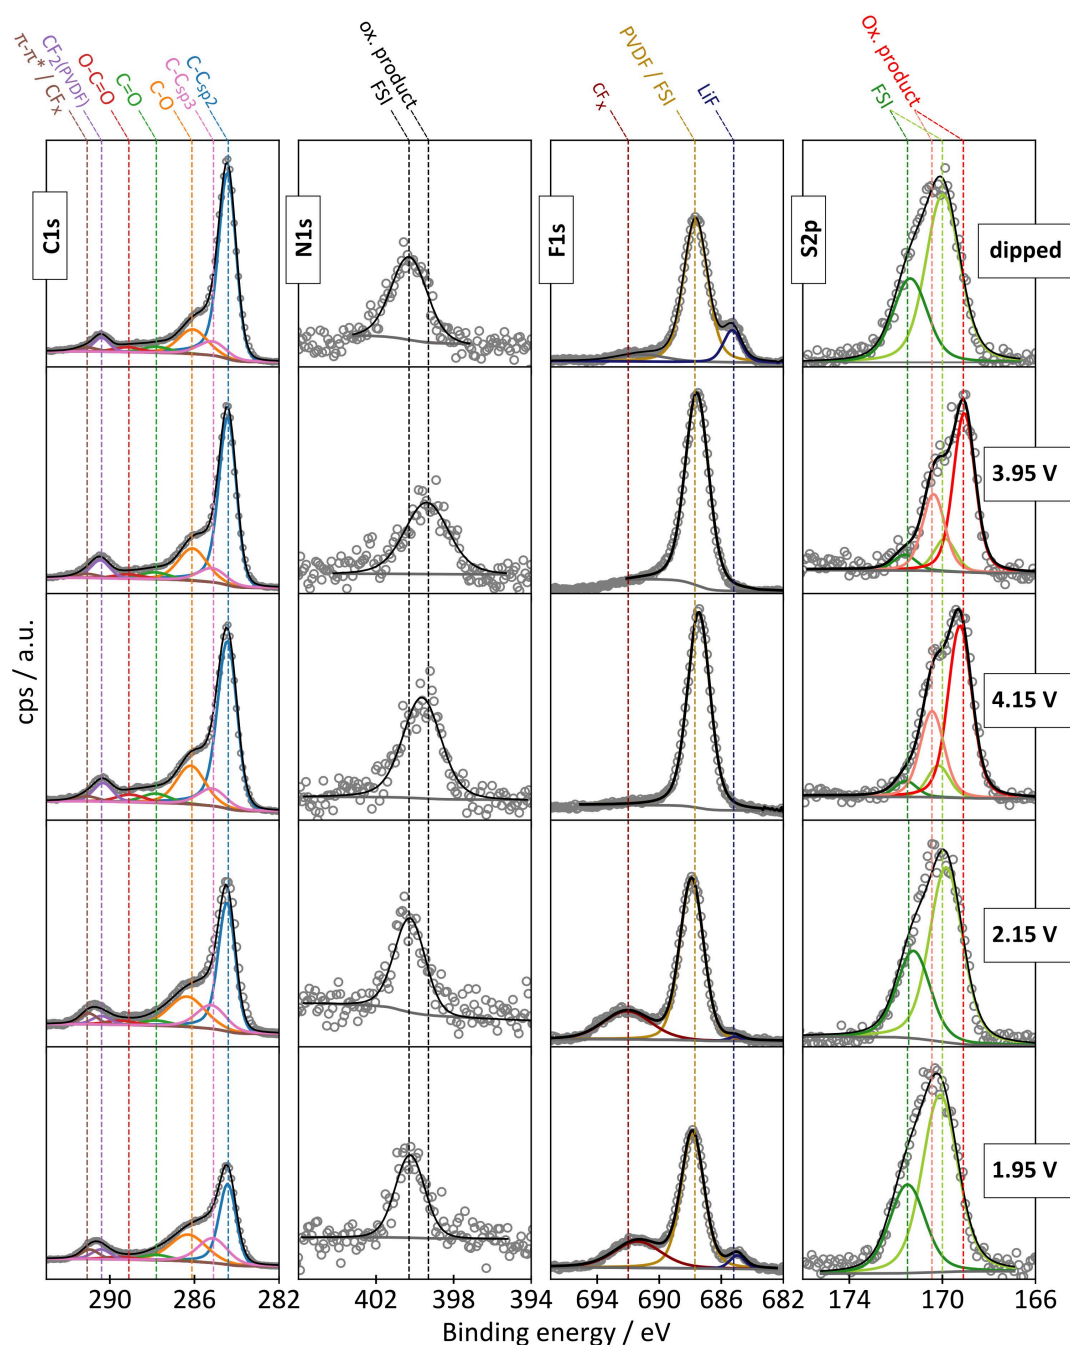 π-π* / CFₓ
CF₂(PVDF)
O-C=O
C=O
C-O
C-Csp3
C-Csp2
ox. product
FSI
CFₓ
PVDF / FSI
LiF
Ox. product
FSI
C1s
N1s
F1s
S2p
dipped
3.95 V
4.15 V
2.15 V
1.95 V
cps / a.u.
290 286 282
402 398 394
694 690 686 682
174 170 166
Binding energy / eV